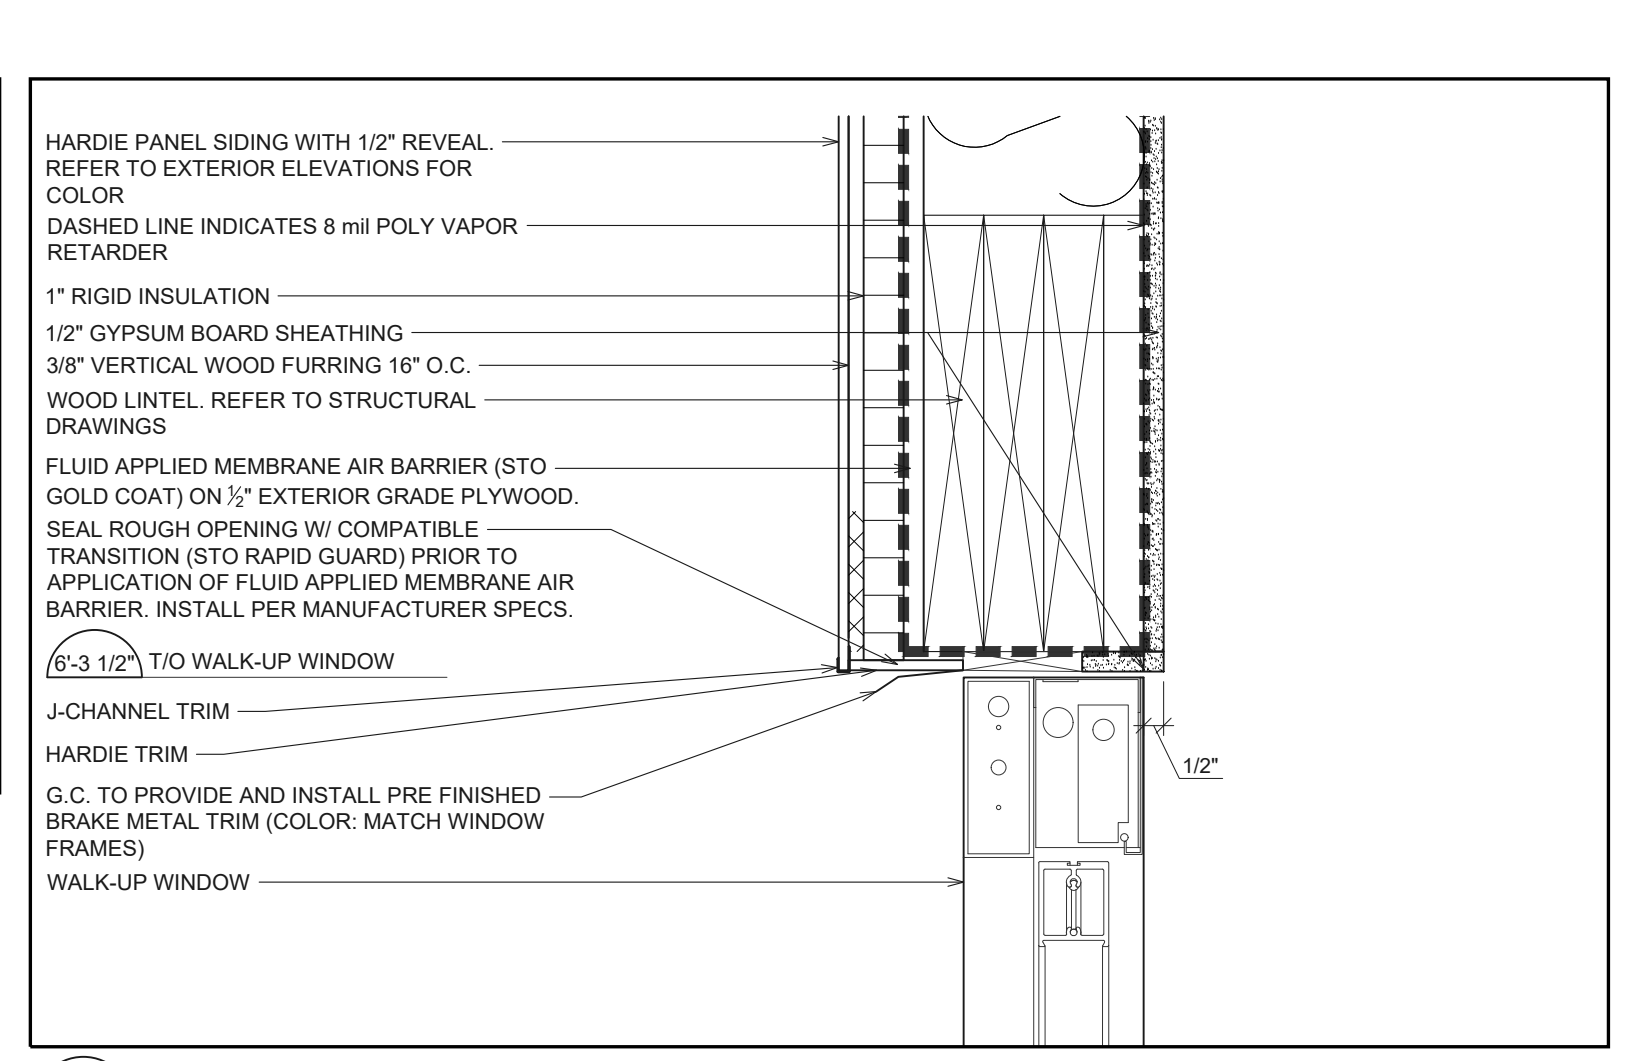 HARDIE PANEL SIDING WITH 1/2" REVEAL.
REFER TO EXTERIOR ELEVATIONS FOR
COLOR
DASHED LINE INDICATES 8 mil POLY VAPOR
RETARDER
1" RIGID INSULATION
1/2" GYPSUM BOARD SHEATHING
3/8" VERTICAL WOOD FURRING 16" O.C.
WOOD LINTEL. REFER TO STRUCTURAL
DRAWINGS
FLUID APPLIED MEMBRANE AIR BARRIER (STO
GOLD COAT) ON ½" EXTERIOR GRADE PLYWOOD.
SEAL ROUGH OPENING W/ COMPATIBLE
TRANSITION (STO RAPID GUARD) PRIOR TO
APPLICATION OF FLUID APPLIED MEMBRANE AIR
BARRIER. INSTALL PER MANUFACTURER SPECS.
6'-3 1/2" T/O WALK-UP WINDOW
J-CHANNEL TRIM
HARDIE TRIM
G.C. TO PROVIDE AND INSTALL PRE FINISHED
BRAKE METAL TRIM (COLOR: MATCH WINDOW
FRAMES)
WALK-UP WINDOW
1/2"